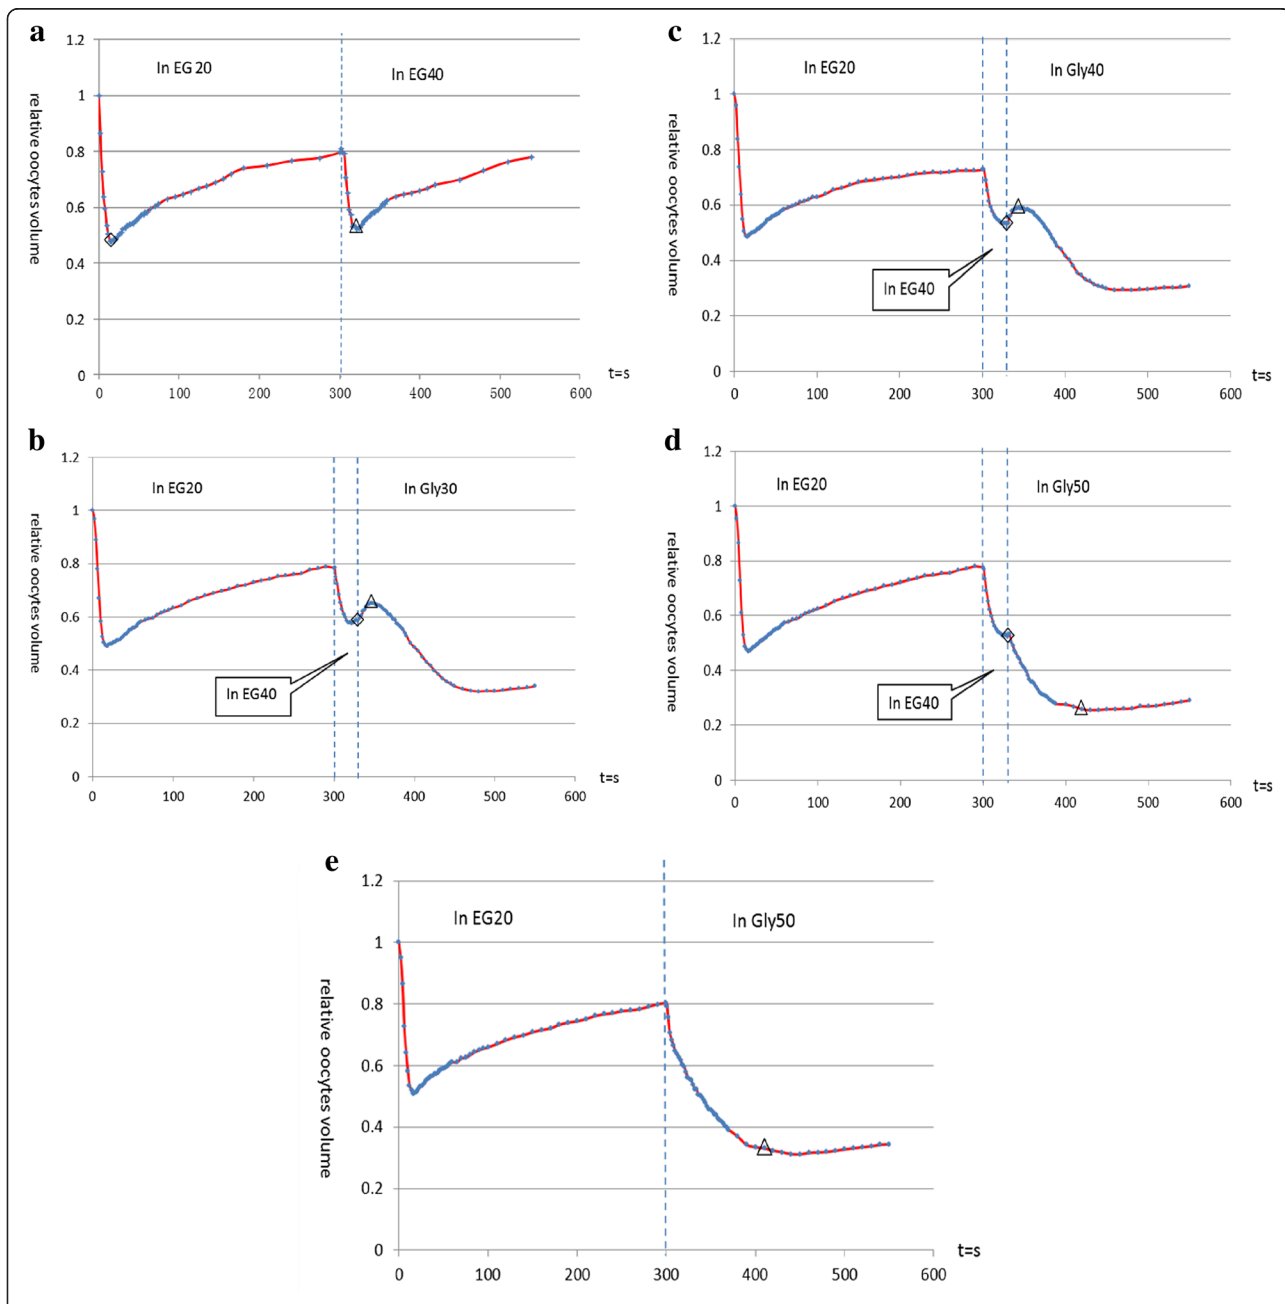 a
1.2
1
0.8
0.6
0.4
0.2
0
relative oocytes volume
In EG 20
In EG40
0 100 200 300 400 500 600
t=s
c
1.2
1
0.8
0.6
0.4
0.2
0
relative oocytes volume
In EG20
In Gly40
In EG40
0 100 200 300 400 500 600
t=s
b
1.2
1
0.8
0.6
0.4
0.2
0
relative oocytes volume
In EG20
In Gly30
In EG40
0 100 200 300 400 500 600
t=s
d
1.2
1
0.8
0.6
0.4
0.2
0
relative oocytes volume
In EG20
In Gly50
In EG40
0 100 200 300 400 500 600
t=s
e
1.2
1
0.8
0.6
0.4
0.2
0
relative oocytes volume
In EG20
In Gly50
0 100 200 300 400 500 600
t=s